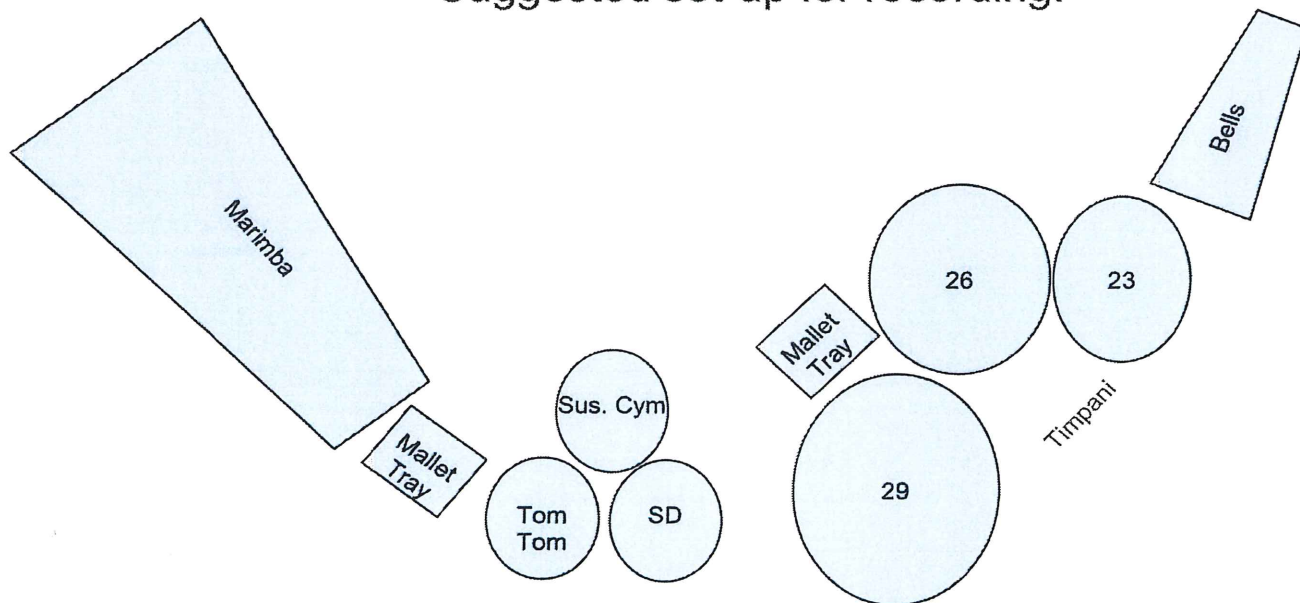 Suggested set-up for recording:
Marimba
Mallet
Tray
Sus. Cym
Tom
Tom
SD
Mallet
Tray
26
23
29
Timpani
Bells